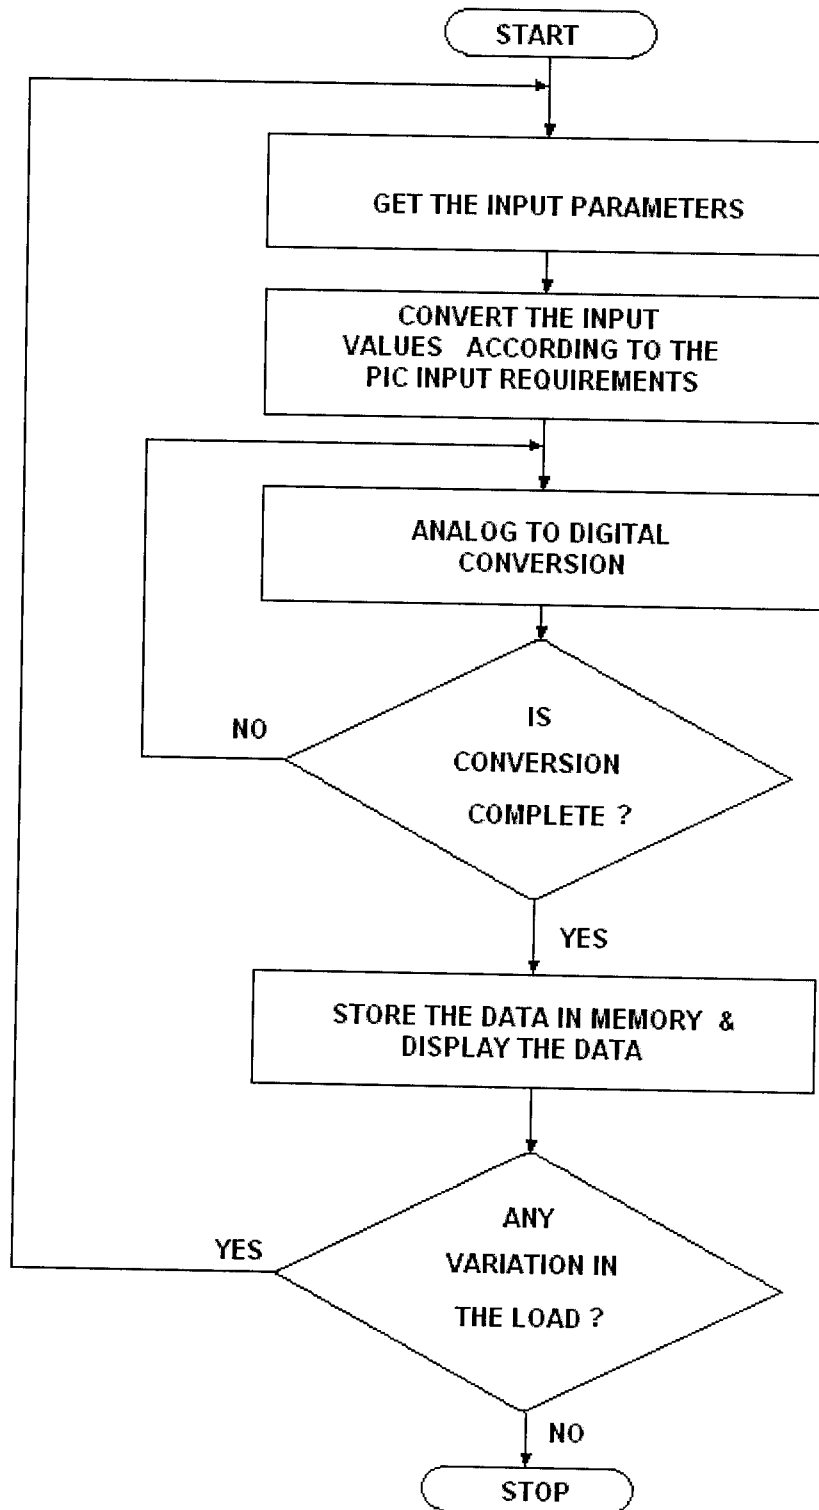 START
GET THE INPUT PARAMETERS
CONVERT THE INPUT
VALUES ACCORDING TO THE
PIC INPUT REQUIREMENTS
ANALOG TO DIGITAL
CONVERSION
IS
NO
CONVERSION
COMPLETE ?
YES
STORE THE DATA IN MEMORY &
DISPLAY THE DATA
ANY
YES
VARIATION IN
THE LOAD ?
NO
STOP